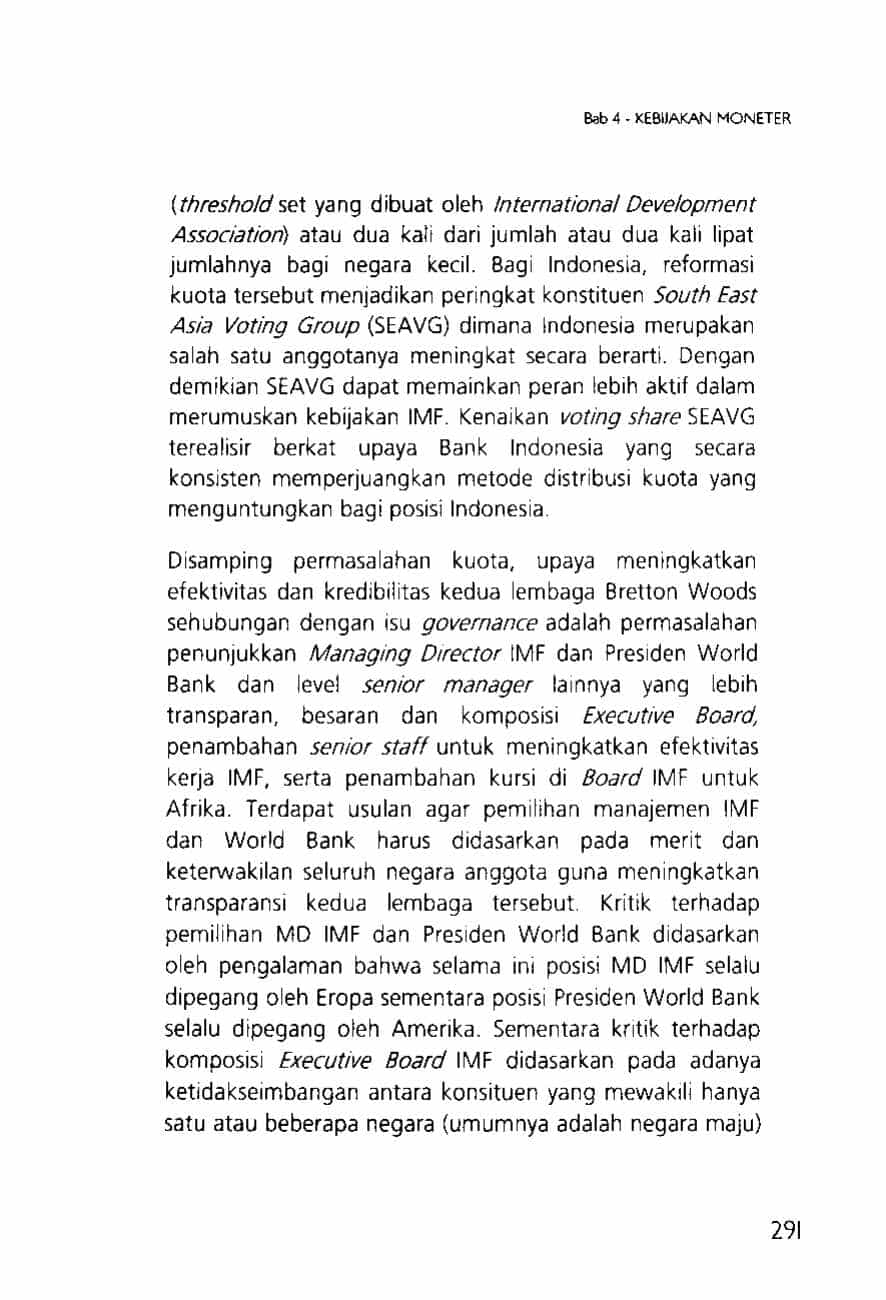 Bab 4 - KEBIJAKAN MONETER
(threshold set yang dibuat oleh International Development
Association) atau dua kali dari jumlah atau dua kali lipat
jumlahnya bagi negara kecil. Bagi Indonesia, reformasi
kuota tersebut menjadikan peringkat konstituen South East
Asia Voting Group (SEAVG) dimana Indonesia merupakan
salah satu anggotanya meningkat secara berarti. Dengan
demikian SEAVG dapat memainkan peran lebih aktif dalam
merumuskan kebijakan IMF. Kenaikan voting share SEAVG
terealisir berkat upaya Bank Indonesia yang secara
konsisten memperjuangkan metode distribusi kuota yang
menguntungkan bagi posisi Indonesia.
Disamping permasalahan kuota, upaya meningkatkan
efektivitas dan kredibilitas kedua lembaga Bretton Woods
sehubungan dengan isu governance adalah permasalahan
penunjukkan Managing Director IMF dan Presiden World
Bank dan level senior manager lainnya yang lebih
transparan, besaran dan komposisi Executive Board,
penambahan senior staff untuk meningkatkan efektivitas
kerja IMF, serta penambahan kursi di Board IMF untuk
Afrika. Terdapat usulan agar pemilihan manajemen IMF
dan World Bank harus didasarkan pada merit dan
keterwakilan seluruh negara anggota guna meningkatkan
transparansi kedua lembaga tersebut. Kritik terhadap
pemilihan MD IMF dan Presiden World Bank didasarkan
oleh pengalaman bahwa selama ini posisi MD IMF selalu
dipegang oleh Eropa sementara posisi Presiden World Bank
selalu dipegang oleh Amerika. Sementara kritik terhadap
komposisi Executive Board IMF didasarkan pada adanya
ketidakseimbangan antara konsituen yang mewakili hanya
satu atau beberapa negara (umumnya adalah negara maju)
291